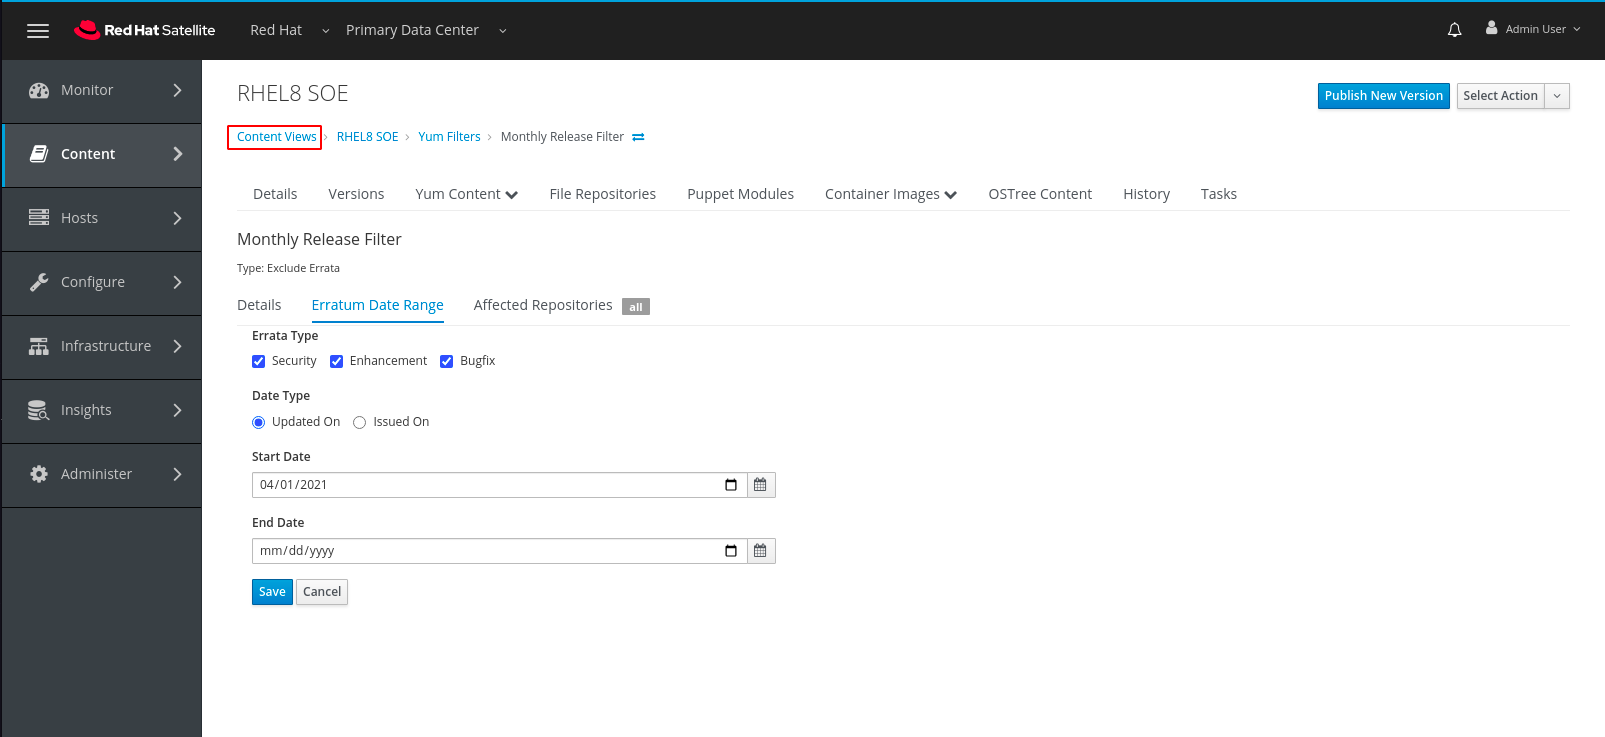 Red Hat Satellite Red Hat Primary Data Center Admin User
Monitor
Content
Hosts
Configure
Infrastructure
Insights
Administer
RHEL8 SOE
Publish New Version Select Action
Content Views › RHEL8 SOE › Yum Filters › Monthly Release Filter
Details Versions Yum Content File Repositories Puppet Modules Container Images OSTree Content History Tasks
Monthly Release Filter
Type: Exclude Errata
Details Erratum Date Range Affected Repositories all
Errata Type
Security Enhancement Bugfix
Date Type
Updated On Issued On
Start Date
04/01/2021
End Date
mm/dd/yyyy
Save Cancel